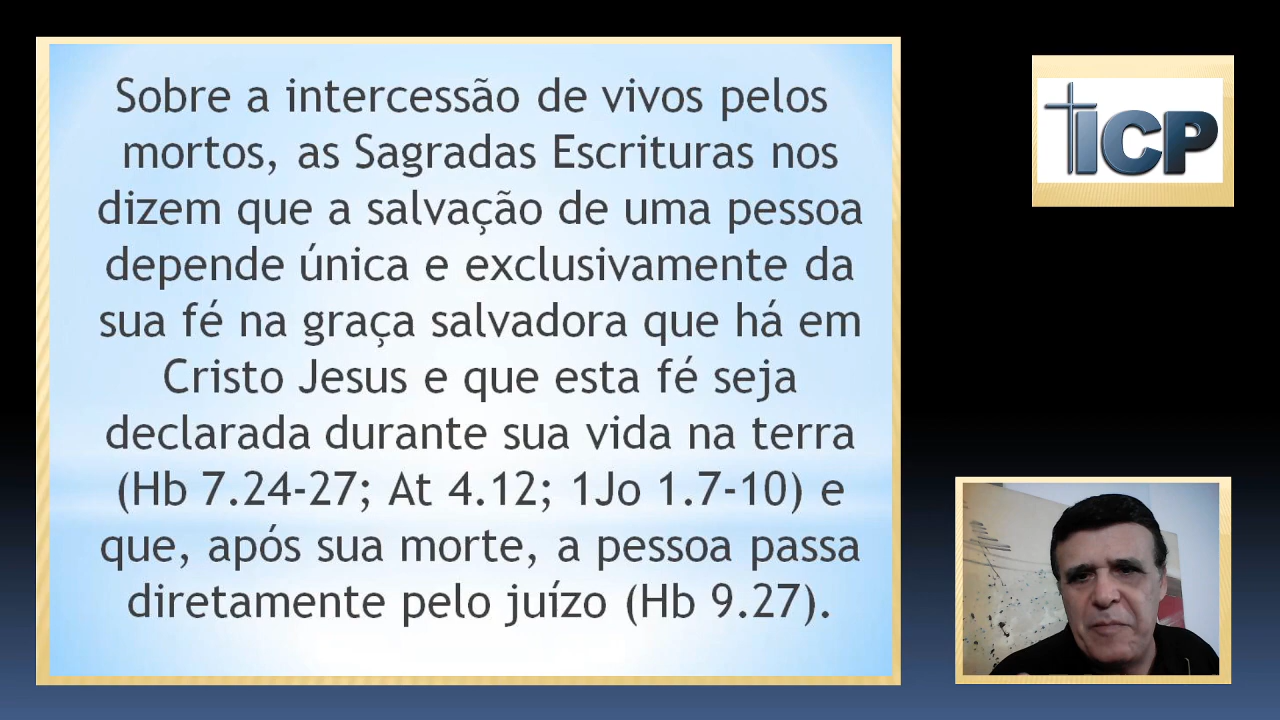 Sobre a intercessão de vivos pelos
mortos, as Sagradas Escrituras nos
dizem que a salvação de uma pessoa
depende única e exclusivamente da
sua fé na graça salvadora que há em
Cristo Jesus e que esta fé seja
declarada durante sua vida na terra
(Hb 7.24-27; At 4.12; 1Jo 1.7-10) e
que, após sua morte, a pessoa passa
diretamente pelo juízo (Hb 9.27).
ICP